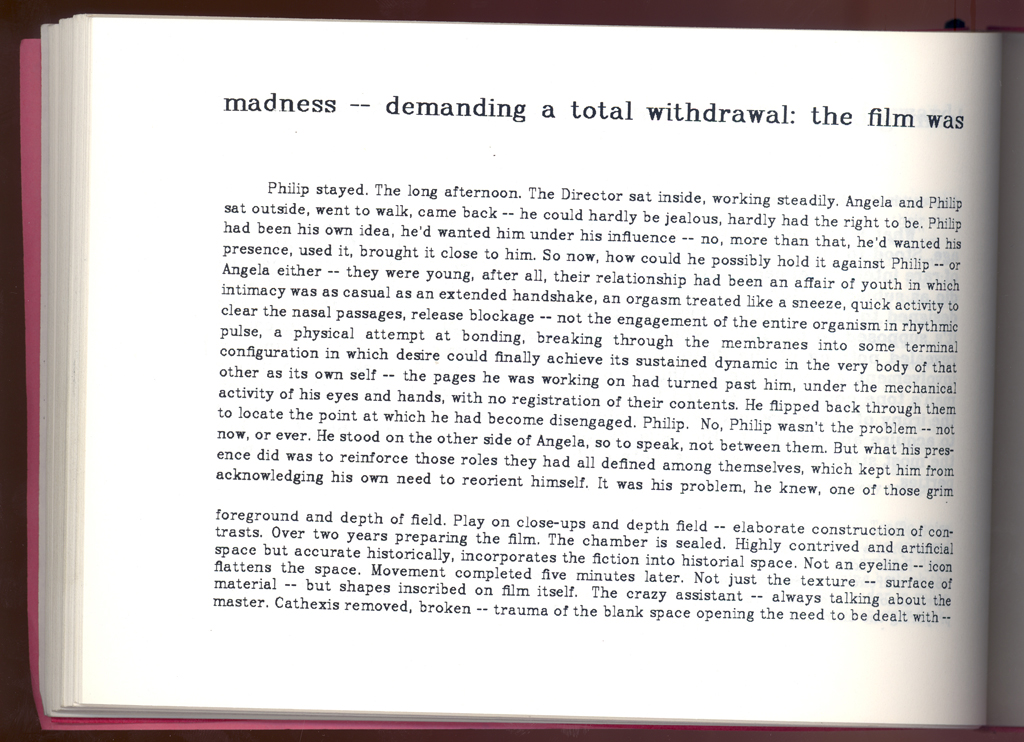 madness -- demanding a total withdrawal: the film was
Philip stayed. The long afternoon. The Director sat inside, working steadily. Angela and Philip
sat outside, went to walk, came back -- he could hardly be jealous, hardly had the right to be. Philip
had been his own idea, he'd wanted him under his influence -- no, more than that, he'd wanted his
presence, used it, brought it close to him. So now, how could he possibly hold it against Philip -- or
Angela either -- they were young, after all, their relationship had been an affair of youth in which
intimacy was as casual as an extended handshake, an orgasm treated like a sneeze, quick activity to
clear the nasal passages, release blockage -- not the engagement of the entire organism in rhythmic
pulse, a physical attempt at bonding, breaking through the membranes into some terminal
configuration in which desire could finally achieve its sustained dynamic in the very body of that
other as its own self -- the pages he was working on had turned past him, under the mechanical
activity of his eyes and hands, with no registration of their contents. He flipped back through them
to locate the point at which he had become disengaged. Philip. No, Philip wasn't the problem -- not
now, or ever. He stood on the other side of Angela, so to speak, not between them. But what his pres-
ence did was to reinforce those roles they had all defined among themselves, which kept him from
acknowledging his own need to reorient himself. It was his problem, he knew, one of those grim
foreground and depth of field. Play on close-ups and depth field -- elaborate construction of con-
trasts. Over two years preparing the film. The chamber is sealed. Highly contrived and artificial
space but accurate historically, incorporates the fiction into historial space. Not an eyeline -- icon
flattens the space. Movement completed five minutes later. Not just the texture -- surface of
material -- but shapes inscribed on film itself. The crazy assistant -- always talking about the
master. Cathexis removed, broken -- trauma of the blank space opening the need to be dealt with --